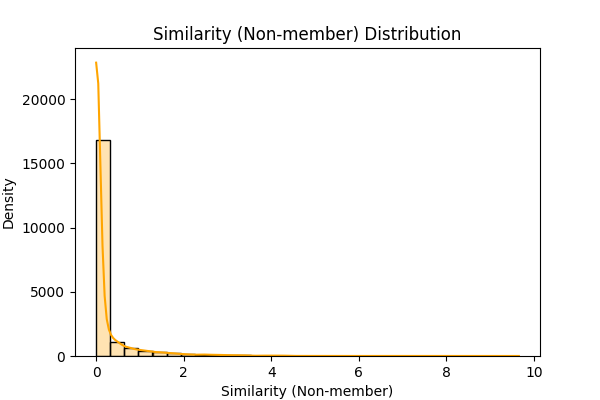 Similarity (Non-member) Distribution
Density
20000
15000
10000
5000
0
0 2 4 6 8 10
Similarity (Non-member)